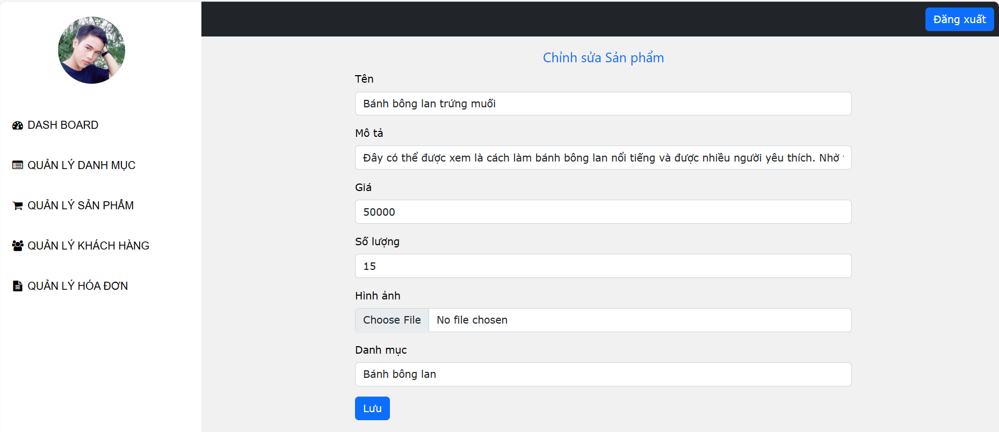 Đăng xuất
DASH BOARD
QUẢN LÝ DANH MỤC
QUẢN LÝ SẢN PHẨM
QUẢN LÝ KHÁCH HÀNG
QUẢN LÝ HÓA ĐƠN
Chỉnh sửa Sản phẩm
Tên
Bánh bông lan trứng muối
Mô tả
Đây có thể được xem là cách làm bánh bông lan nổi tiếng và được nhiều người yêu thích. Nhờ
Giá
50000
Số lượng
15
Hình ảnh
Choose File No file chosen
Danh mục
Bánh bông lan
Lưu